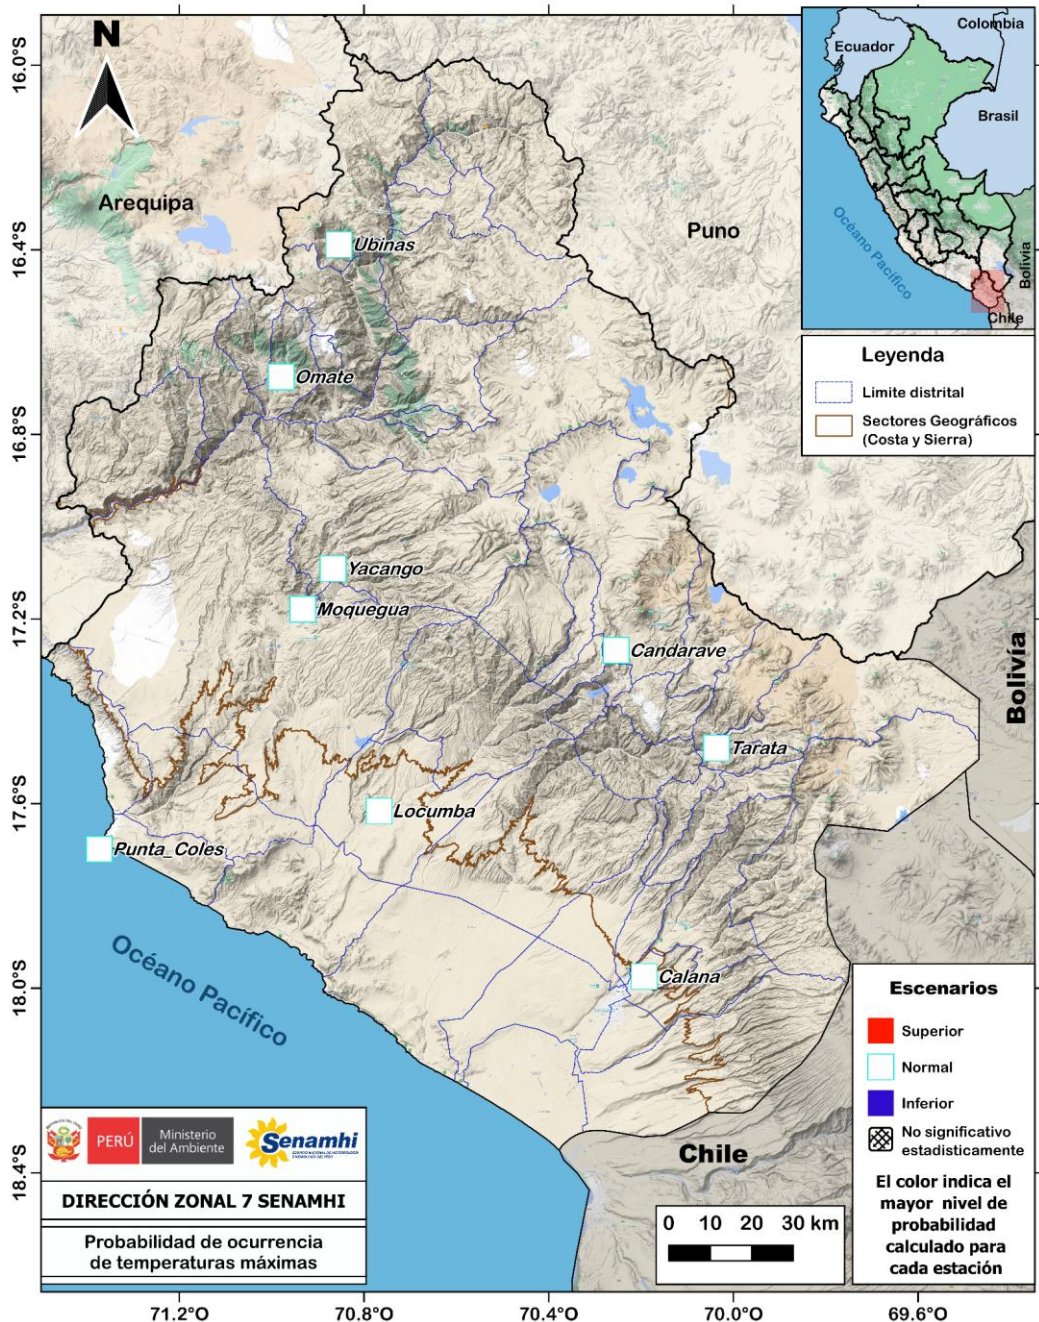 N
16.0°S
16.4°S
16.8°S
17.2°S
17.6°S
18.0°S
18.4°S
Arequipa
Puno
Ubinas
Omate
Yacango
Moquegua
Candarave
Tarata
Locumba
Punta_Coles
Calana
Océano Pacífico
Bolivía
Chile
Colombia
Ecuador
Brasil
Océano Pacífico
Bolivia
Chile
Leyenda
Limite distrital
Sectores Geográficos
(Costa y Sierra)
Escenarios
Superior
Normal
Inferior
No significativo
estadisticamente
El color indica el
mayor nivel de
probabilidad
calculado para
cada estación
PERÚ
Ministerio
del Ambiente
Senamhi
DIRECCIÓN ZONAL 7 SENAMHI
Probabilidad de ocurrencia
de temperaturas máximas
0 10 20 30 km
71.2°O
70.8°O
70.4°O
70.0°O
69.6°O